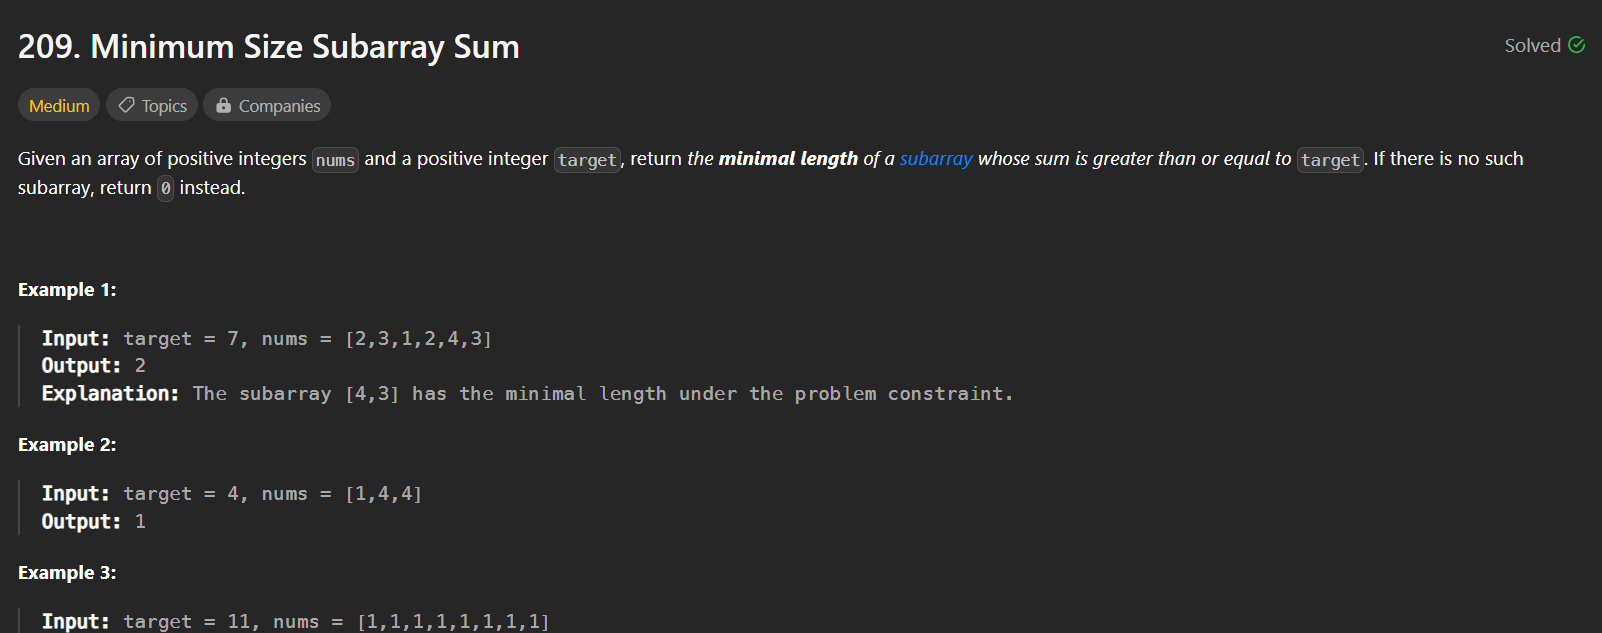 209. Minimum Size Subarray Sum
Solved
Medium Topics Companies
Given an array of positive integers nums and a positive integer target, return the minimal length of a subarray whose sum is greater than or equal to target. If there is no such
subarray, return 0 instead.
Example 1:
Input: target = 7, nums = [2,3,1,2,4,3]
Output: 2
Explanation: The subarray [4,3] has the minimal length under the problem constraint.
Example 2:
Input: target = 4, nums = [1,4,4]
Output: 1
Example 3:
Input: target = 11, nums = [1,1,1,1,1,1,1,1]